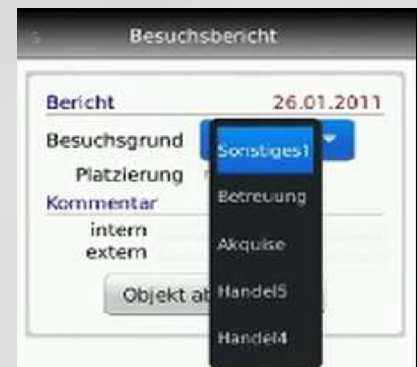 Besuchsbericht
Bericht 26.01.2011
Besuchsgrund
Sonstiges1
Platzierung
Betreuung
Kommentar
intern
extern
Akquise
Objekt ab
Handel5
Handel4